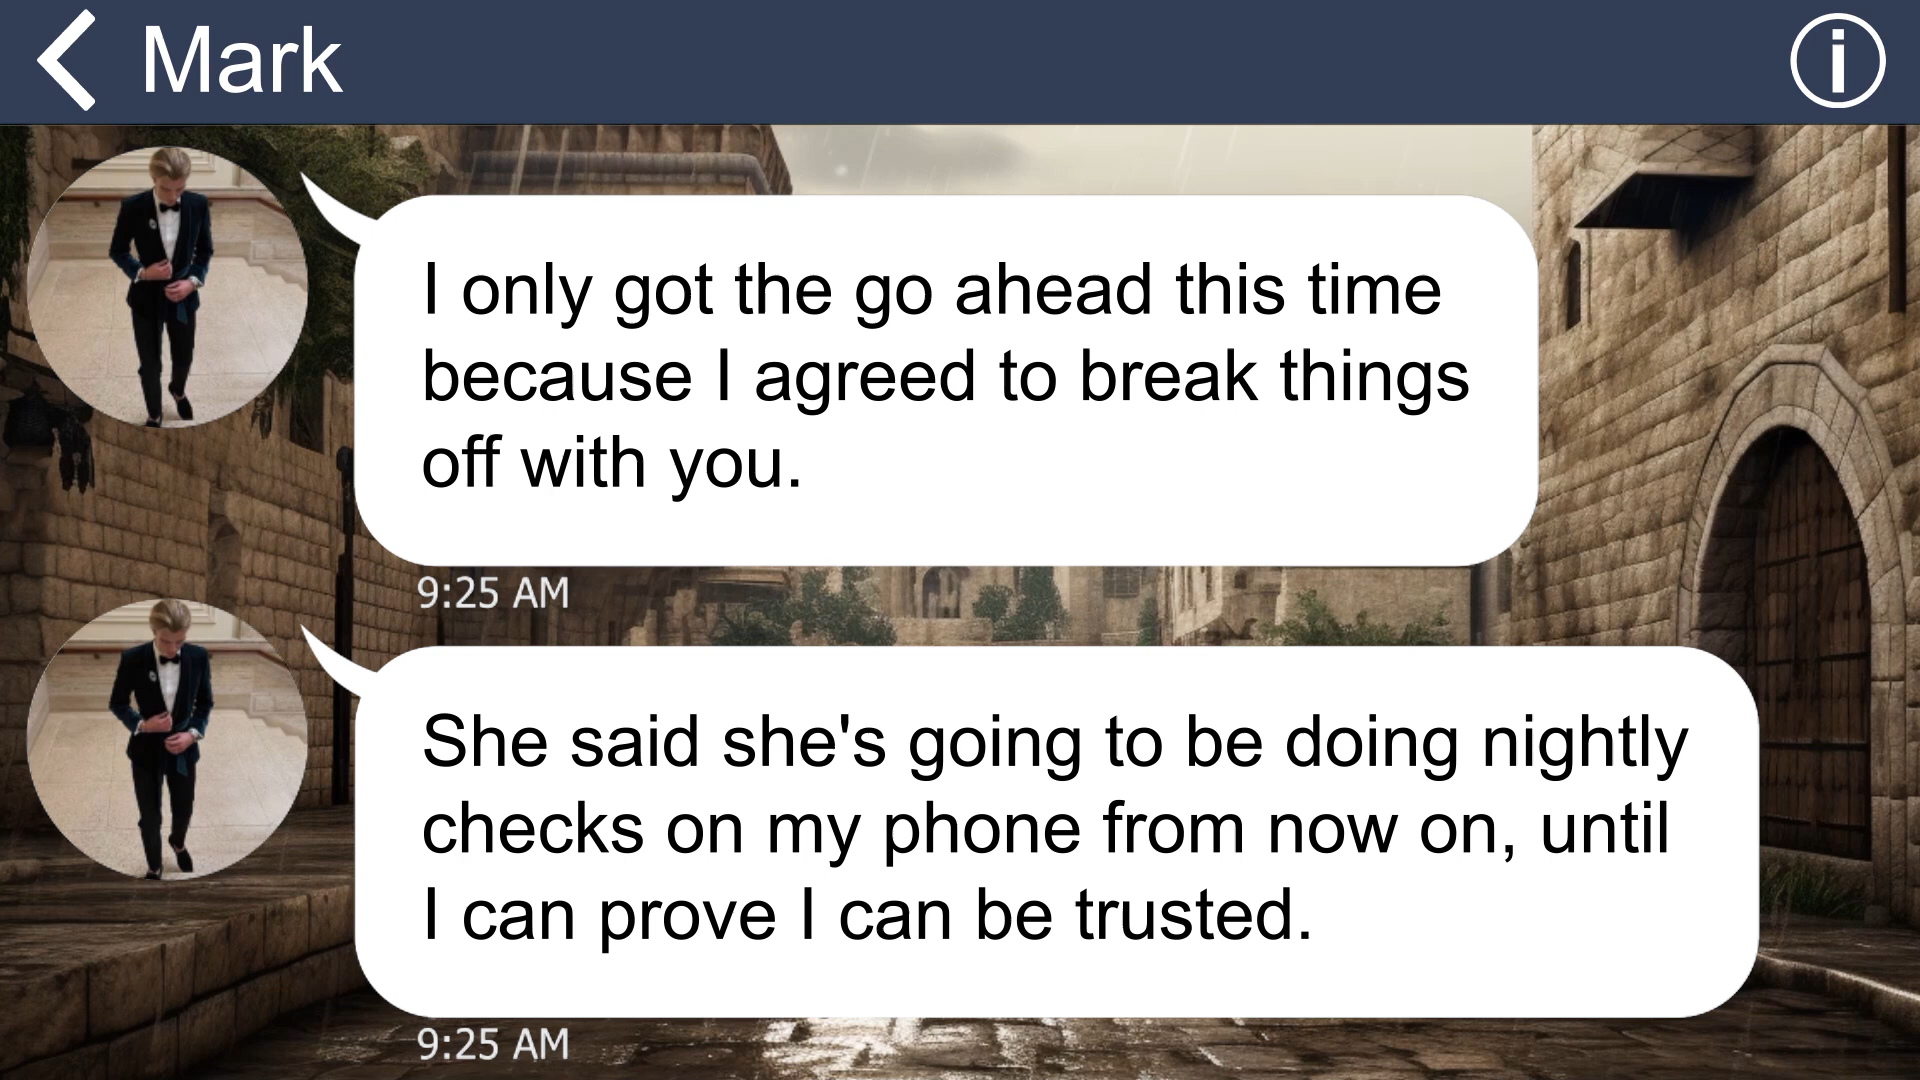 Mark
I only got the go ahead this time
because I agreed to break things
off with you.
9:25 AM
She said she's going to be doing nightly
checks on my phone from now on, until
I can prove I can be trusted.
9:25 AM